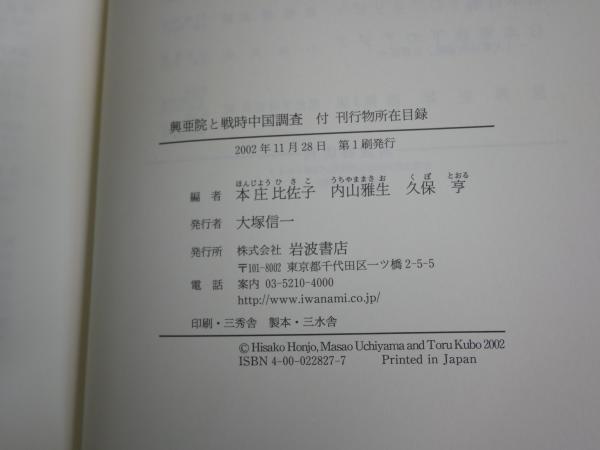 興亜院と戦時中国調査　付 刊行物所在目録
2002年11月28日　第1刷発行
ほんじょう ひ さ こ　うちやま まさ お　く ぼ　とおる
編 者　本庄比佐子　内山雅生　久保 亨
発行者　大塚信一
発行所　株式会社 岩波書店
〒101-8002 東京都千代田区一ツ橋 2-5-5
電 話　案内 03-5210-4000
http://www.iwanami.co.jp/
印刷・三秀舎　製本・三水舎
© Hisako Honjo, Masao Uchiyama and Toru Kubo 2002
ISBN 4-00-022827-7　Printed in Japan